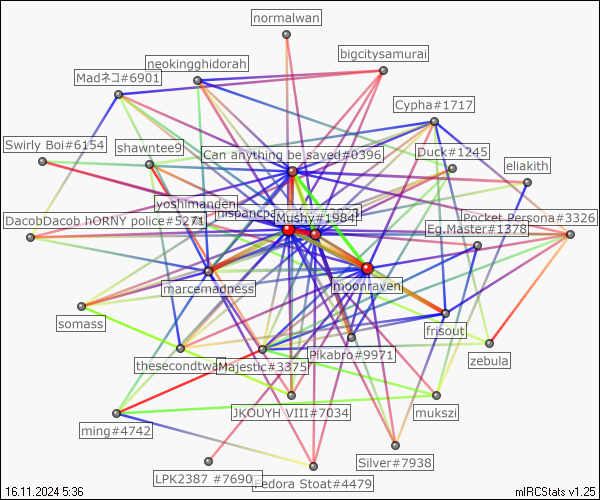 normalwan
bigcitysamurai
neokingghidorah
Madネコ#6901
Cypha#1717
Swirly Boi#6154
shawntee9
Duck#1245
Can anything be saved#0396
eliakith
yoshimanden
Mushy#1984
DacobDacob hORNY police#5271
Pocket Persona#3326
Eg.Master#1378
marcemadness
moonraven
somass
frisout
thesecondtwa
Majestic#3375
Pikabro#9971
zebula
JKOUYH VIII#7034
mukszi
ming#4742
Silver#7938
LPK2387 #7690
Fedora Stoat#4479
16.11.2024 5:36
mIRCStats v1.25